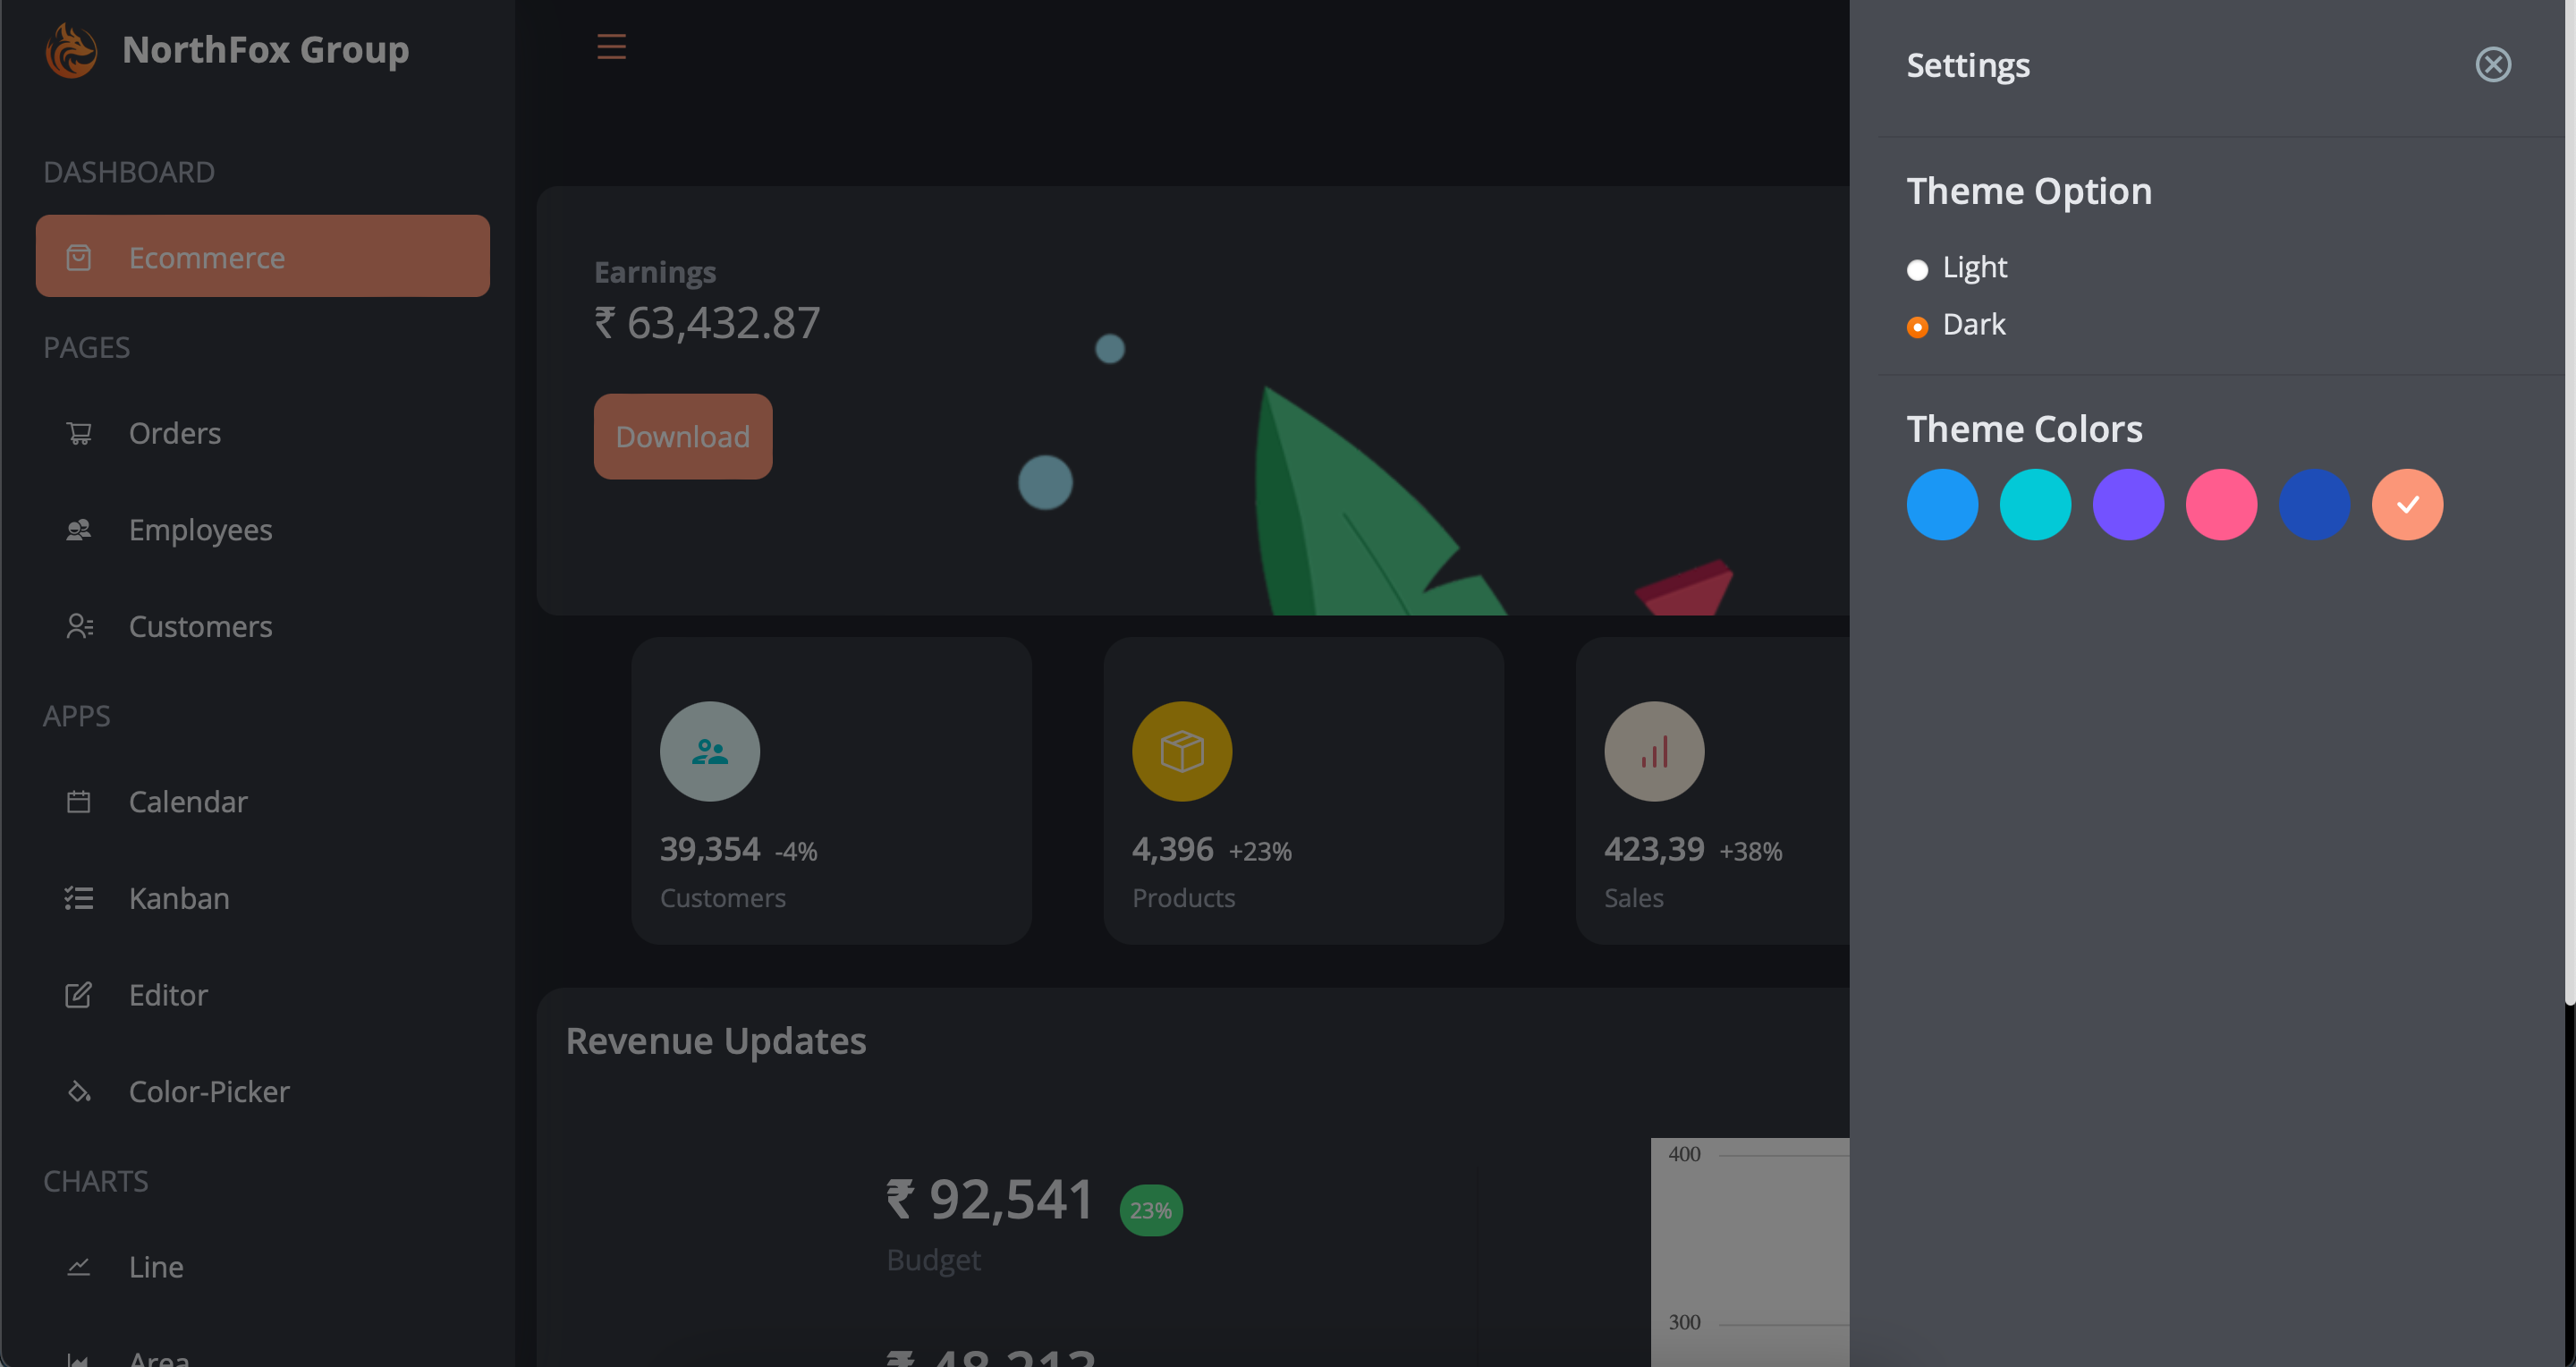 NorthFox Group
DASHBOARD
Ecommerce
PAGES
Orders
Employees
Customers
APPS
Calendar
Kanban
Editor
Color-Picker
CHARTS
Line
Area
Earnings
₹ 63,432.87
Download
39,354 -4%
Customers
4,396 +23%
Products
423,39 +38%
Sales
Revenue Updates
₹ 92,541 23%
Budget
₹ 48,213
400
300
Settings
Theme Option
Light
Dark
Theme Colors